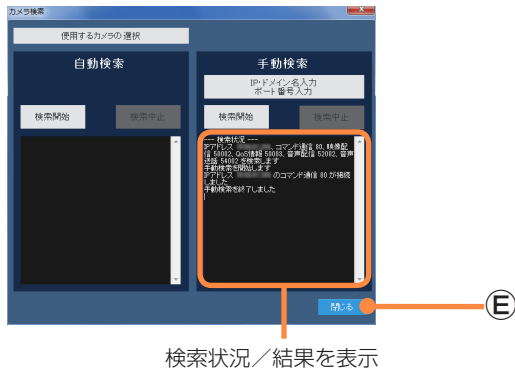 カメラ検索
使用するカメラの選択
自動検索
手動検索
IP・ドメイン名入力
ポート番号入力
検索開始
検索中止
検索開始
検索中止
--- 検索状況 ---
IPアドレス 、コマンド通信 80、映像配
信 50002、QoS情報 50003、音声配信 52002、音声
送話 54002 を検索します
手動検索を開始します
IPアドレス のコマンド通信 80 が接続
しました
手動検索を終了しました
閉じる
E
検索状況／結果を表示